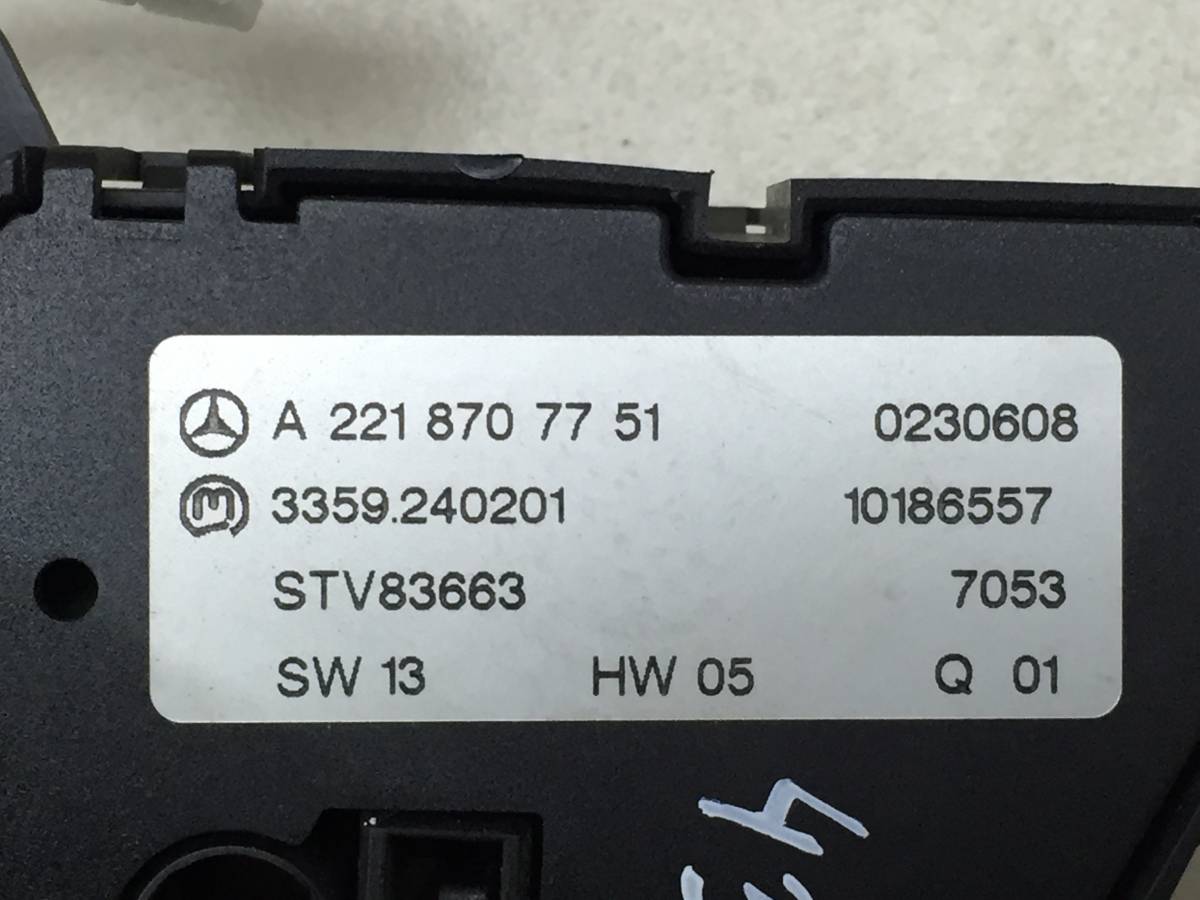 A 221 870 77 51 0230608
3359.240201 10186557
STV83663 7053
SW 13 HW 05 Q 01